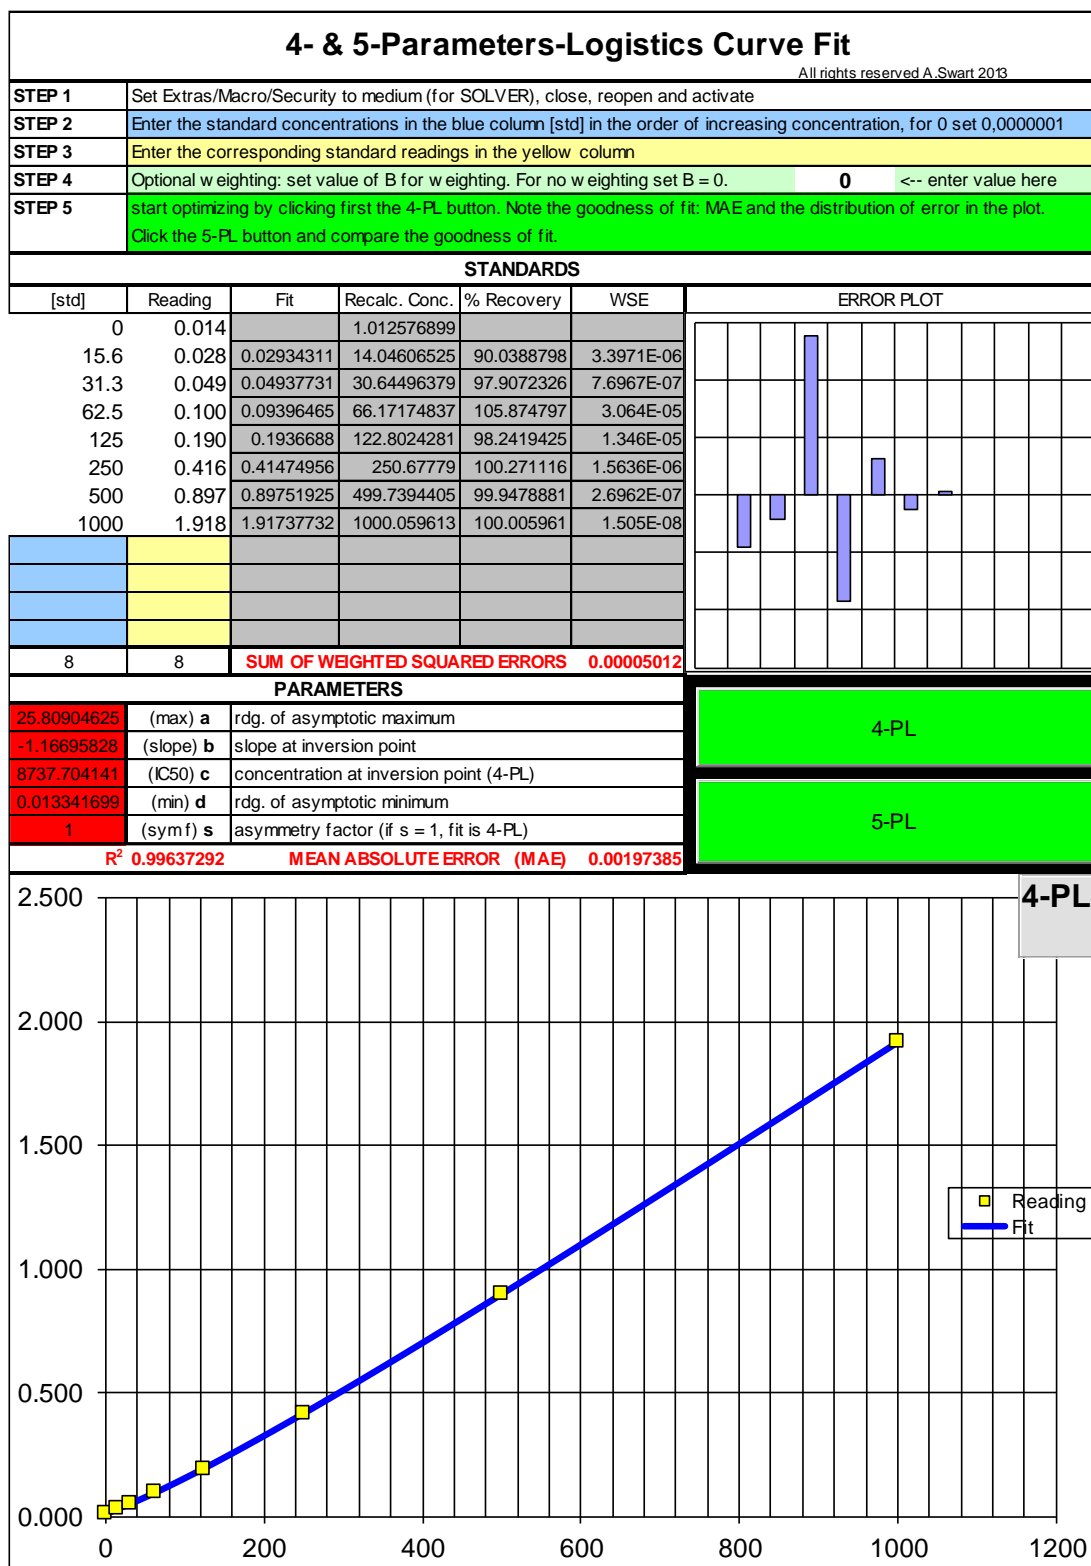 4- & 5-Parameters-Logistics Curve Fit
All rights reserved A.Swart 2013
STEP 1 Set Extras/Macro/Security to medium (for SOLVER), close, reopen and activate
STEP 2 Enter the standard concentrations in the blue column [std] in the order of increasing concentration, for 0 set 0,0000001
STEP 3 Enter the corresponding standard readings in the yellow column
STEP 4 Optional weighting: set value of B for weighting. For no weighting set B = 0. 0 <-- enter value here
STEP 5 start optimizing by clicking first the 4-PL button. Note the goodness of fit: MAE and the distribution of error in the plot.
Click the 5-PL button and compare the goodness of fit.
STANDARDS
[std] Reading Fit Recalc. Conc. % Recovery WSE ERROR PLOT
0 0.014 1.012576899
15.6 0.028 0.02934311 14.04606525 90.0388798 3.3971E-06
31.3 0.049 0.04937731 30.64496379 97.9072326 7.6967E-07
62.5 0.100 0.09396465 66.17174837 105.874797 3.064E-05
125 0.190 0.1936688 122.8024281 98.2419425 1.346E-05
250 0.416 0.41474956 250.67779 100.271116 1.5636E-06
500 0.897 0.89751925 499.7394405 99.9478881 2.6962E-07
1000 1.918 1.91737732 1000.059613 100.005961 1.505E-08
8 8 SUM OF WEIGHTED SQUARED ERRORS 0.00005012
PARAMETERS
25.80904625 (max) a rdg. of asymptotic maximum
-1.16695828 (slope) b slope at inversion point
8737.704141 (IC50) c concentration at inversion point (4-PL)
0.013341699 (min) d rdg. of asymptotic minimum
1 (sym f) s asymmetry factor (if s = 1, fit is 4-PL)
4-PL
5-PL
R² 0.99637292 MEAN ABSOLUTE ERROR (MAE) 0.00197385
4-PL
2.500
2.000
1.500
1.000
0.500
0.000
Reading
Fit
0 200 400 600 800 1000 1200